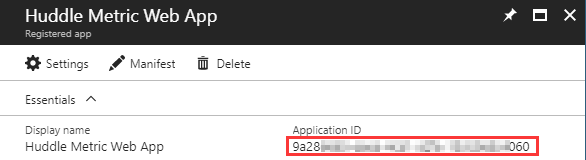 Huddle Metric Web App
Registered app
Settings Manifest Delete
Essentials
Display name Application ID
Huddle Metric Web App 9a28 060